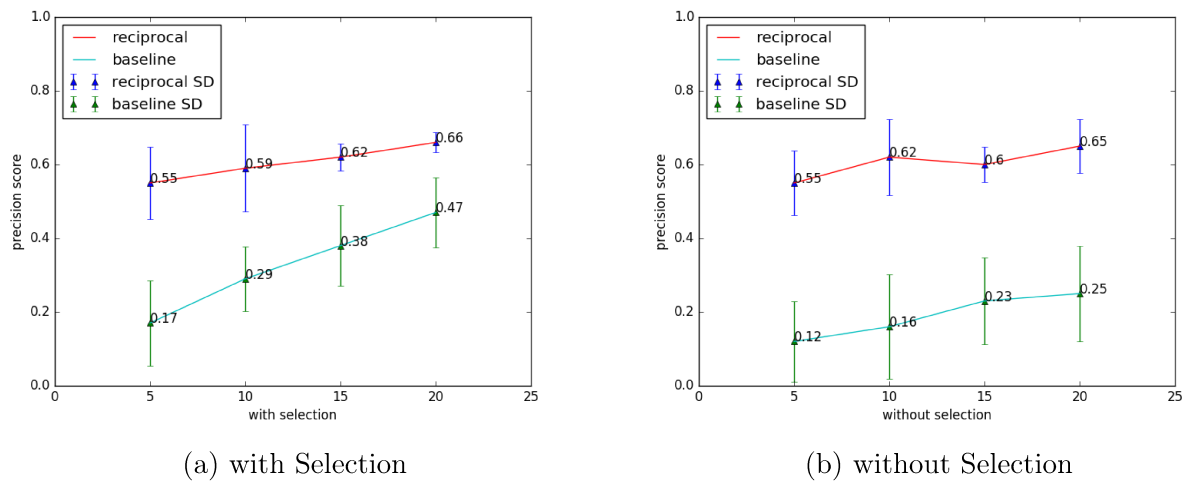 1.0
0.8
0.6
0.4
0.2
0.0
precision score
reciprocal
baseline
reciprocal SD
baseline SD
0.55
0.59
0.62
0.66
0.17
0.29
0.38
0.47
0 5 10 15 20 25
with selection
(a) with Selection
1.0
0.8
0.6
0.4
0.2
0.0
precision score
reciprocal
baseline
reciprocal SD
baseline SD
0.55
0.62
0.6
0.65
0.12
0.16
0.23
0.25
0 5 10 15 20 25
without selection
(b) without Selection